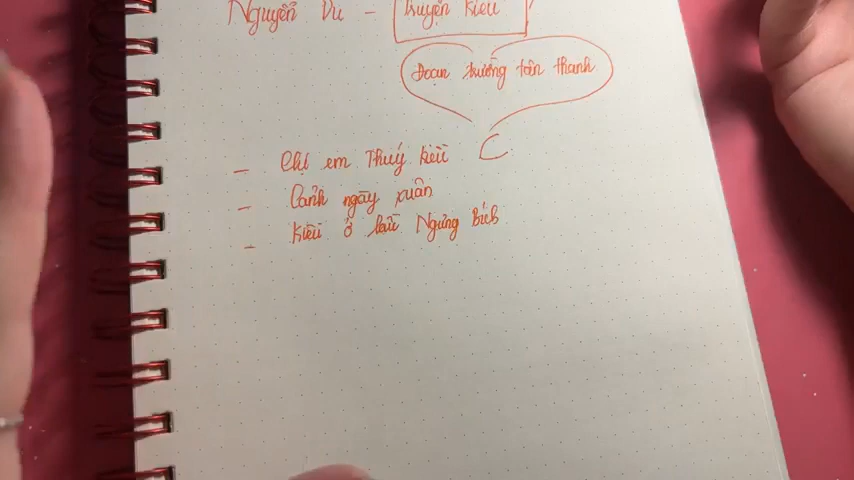 Nguyễn Du - Truyện Kiều
Đoạn trường tân thanh
- Chị em Thuý Kiều
- Cảnh ngày xuân
- Kiều ở lầu Ngưng Bích